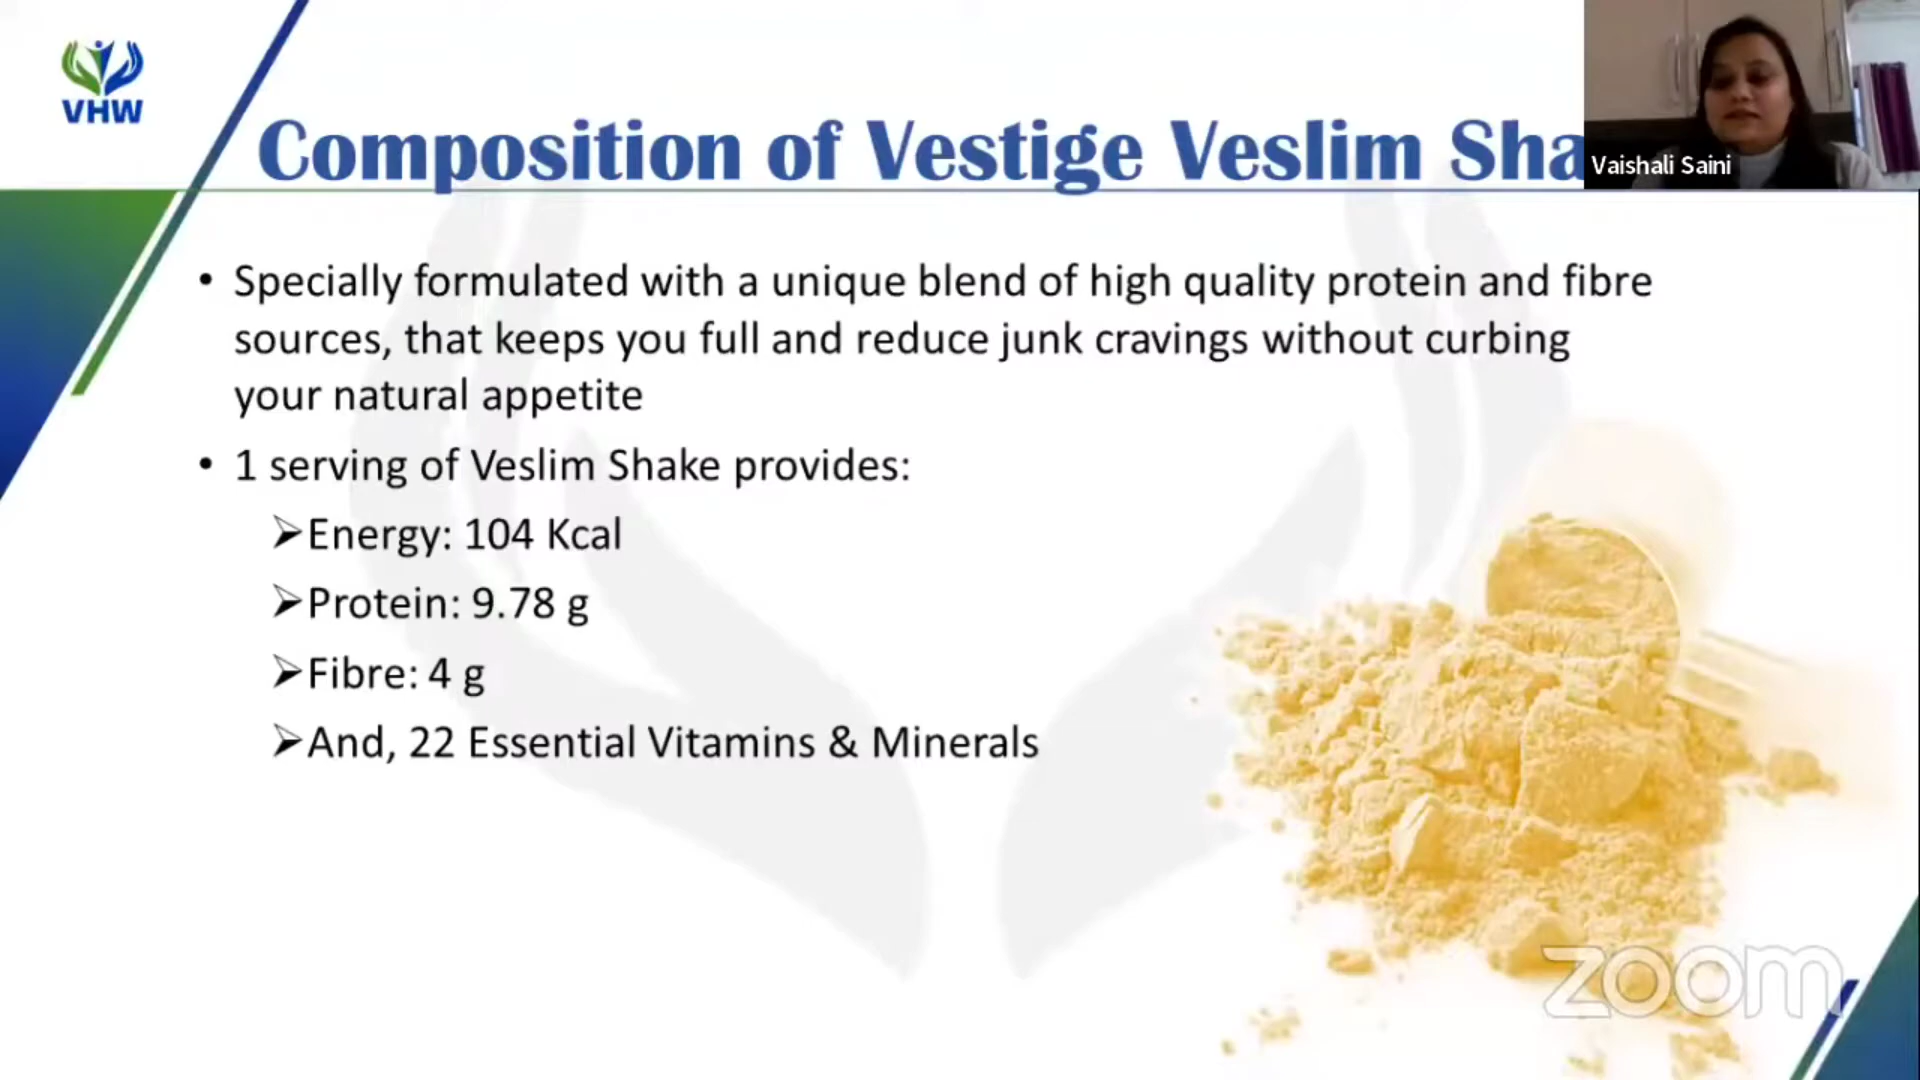 VHW
Composition of Vestige Veslim Sha
Vaishali Saini
• Specially formulated with a unique blend of high quality protein and fibre
sources, that keeps you full and reduce junk cravings without curbing
your natural appetite
• 1 serving of Veslim Shake provides:
➢Energy: 104 Kcal
➢Protein: 9.78 g
➢Fibre: 4 g
➢And, 22 Essential Vitamins & Minerals
zoom